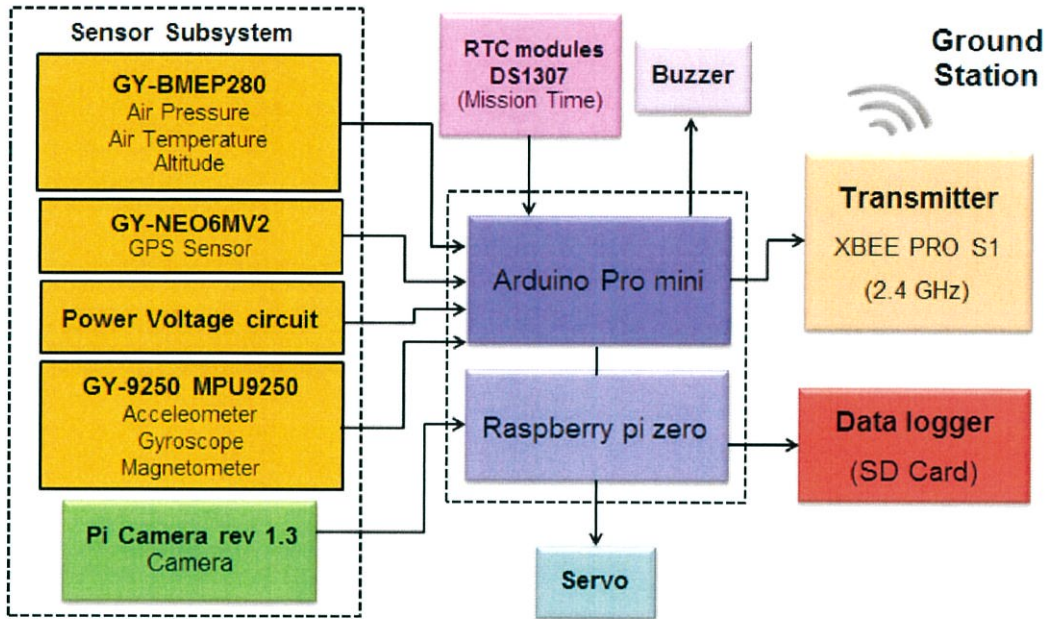 Sensor Subsystem
GY-BMEP280
Air Pressure
Air Temperature
Altitude
GY-NEO6MV2
GPS Sensor
Power Voltage circuit
GY-9250 MPU9250
Acceleometer
Gyroscope
Magnetometer
Pi Camera rev 1.3
Camera
RTC modules
DS1307
(Mission Time)
Buzzer
Arduino Pro mini
Raspberry pi zero
Servo
Ground
Station
Transmitter
XBEE PRO S1
(2.4 GHz)
Data logger
(SD Card)